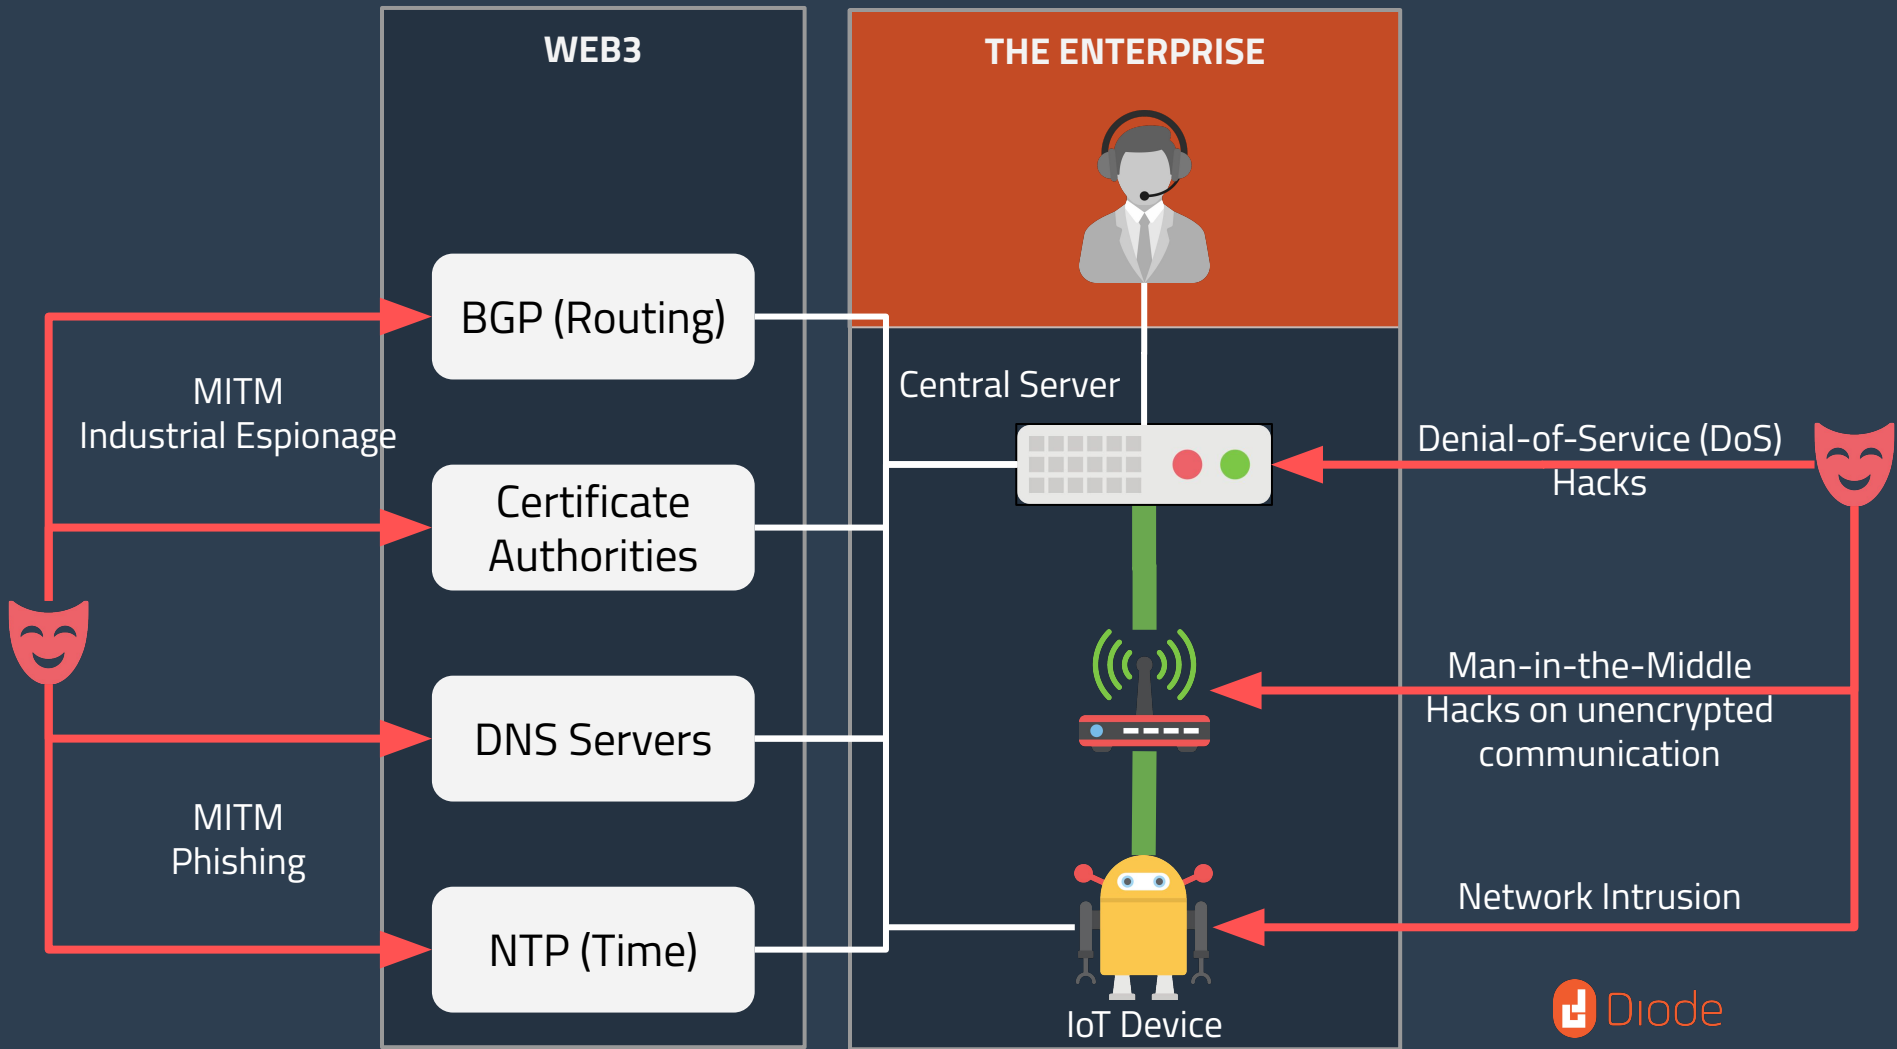 WEB3
THE ENTERPRISE
BGP (Routing)
MITM
Industrial Espionage
Central Server
Denial-of-Service (DoS)
Hacks
Certificate
Authorities
Man-in-the-Middle
Hacks on unencrypted
communication
DNS Servers
MITM
Phishing
Network Intrusion
NTP (Time)
IoT Device
Diode